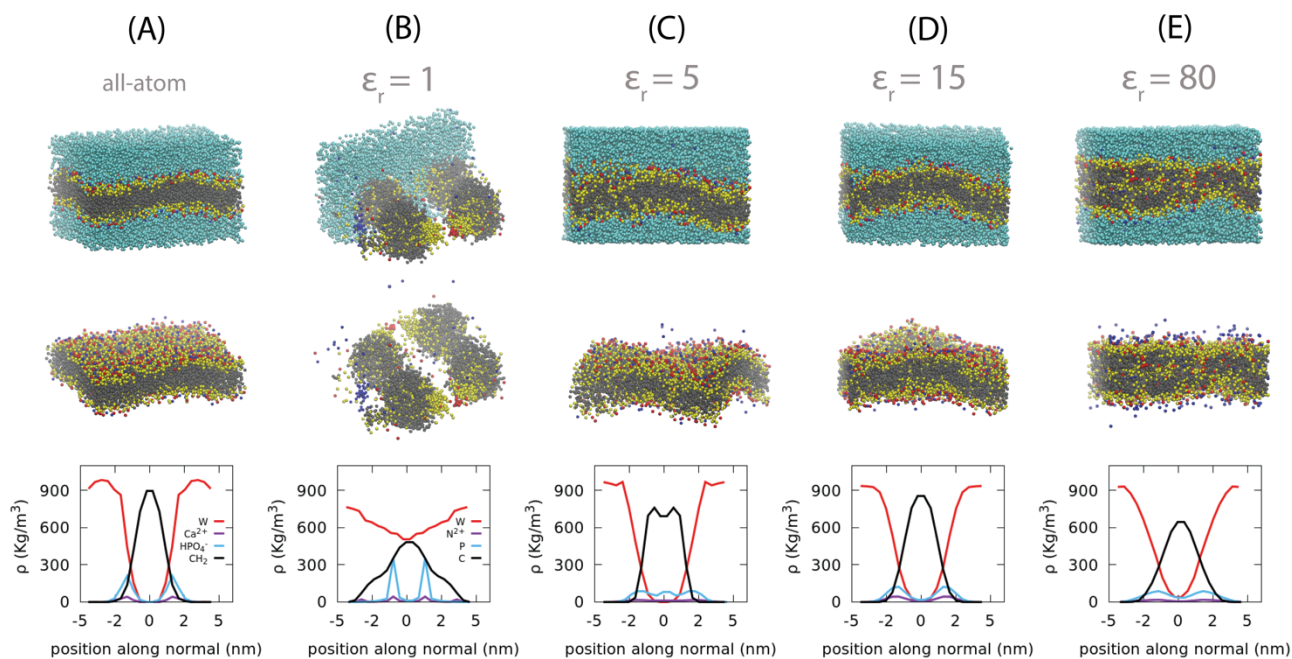 (A) (B) (C) (D) (E)
all-atom εr = 1 εr = 5 εr = 15 εr = 80
ρ (Kg/m³)
900
600
300
0
W
Ca²⁺
HPO₄⁻
CH₂
-5 -2 0 2 5
position along normal (nm)
ρ (Kg/m³)
900
600
300
0
W
N²⁺
P
C
-5 -2 0 2 5
position along normal (nm)
ρ (Kg/m³)
900
600
300
0
-5 -2 0 2 5
position along normal (nm)
ρ (Kg/m³)
900
600
300
0
-5 -2 0 2 5
position along normal (nm)
ρ (Kg/m³)
900
600
300
0
-5 -2 0 2 5
position along normal (nm)